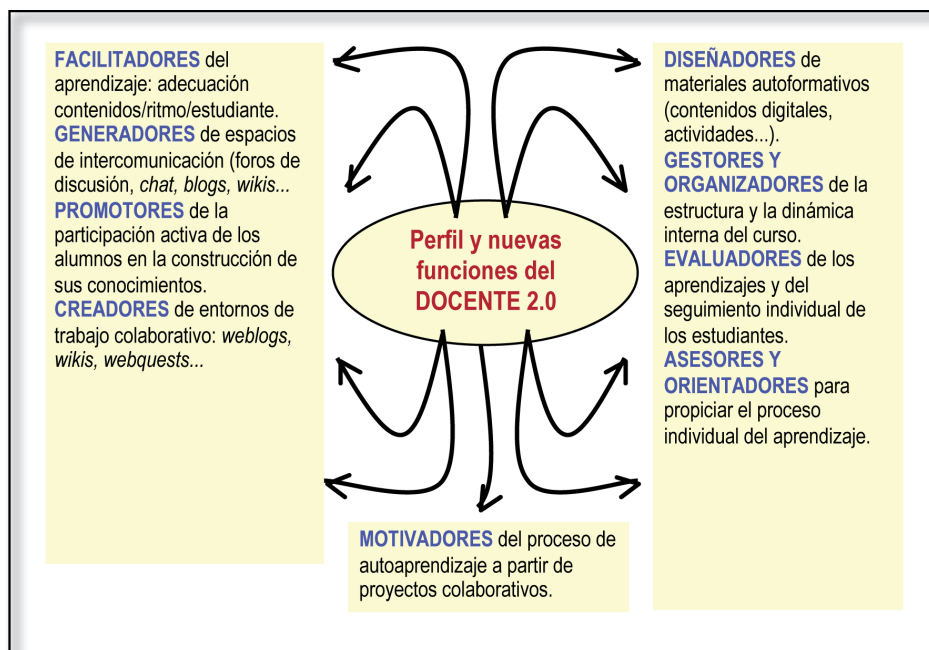 FACILITADORES del
aprendizaje: adecuación
contenidos/ritmo/estudiante.
GENERADORES de espacios
de intercomunicación (foros de
discusión, chat, blogs, wikis...
PROMOTORES de la
participación activa de los
alumnos en la construcción de
sus conocimientos.
CREADORES de entornos de
trabajo colaborativo: weblogs,
wikis, webquests...
Perfil y nuevas
funciones del
DOCENTE 2.0
DISEÑADORES de
materiales autoformativos
(contenidos digitales,
actividades...).
GESTORES Y
ORGANIZADORES de la
estructura y la dinámica
interna del curso.
EVALUADORES de los
aprendizajes y del
seguimiento individual de
los estudiantes.
ASESORES Y
ORIENTADORES para
propiciar el proceso
individual del aprendizaje.
MOTIVADORES del proceso de
autoaprendizaje a partir de
proyectos colaborativos.